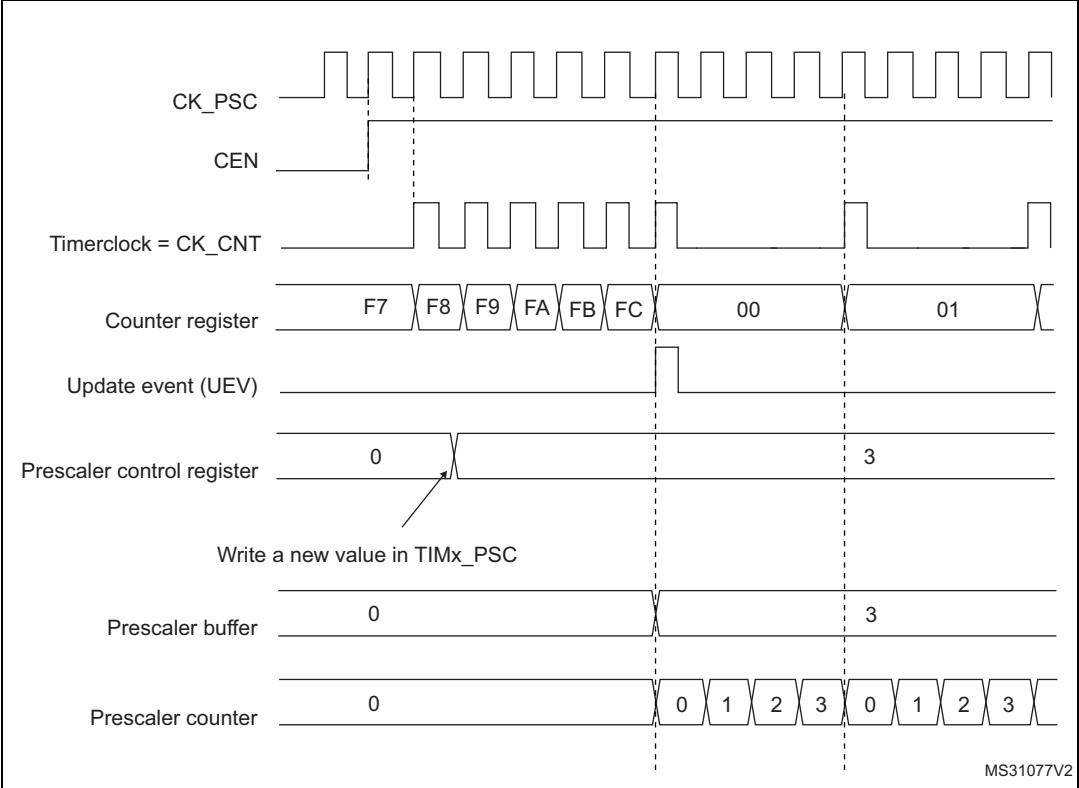 CK_PSC
CEN
Timerclock = CK_CNT
Counter register F7 F8 F9 FA FB FC 00 01
Update event (UEV)
Prescaler control register 0 3
Write a new value in TIMx_PSC
Prescaler buffer 0 3
Prescaler counter 0 0 1 2 3 0 1 2 3
MS31077V2